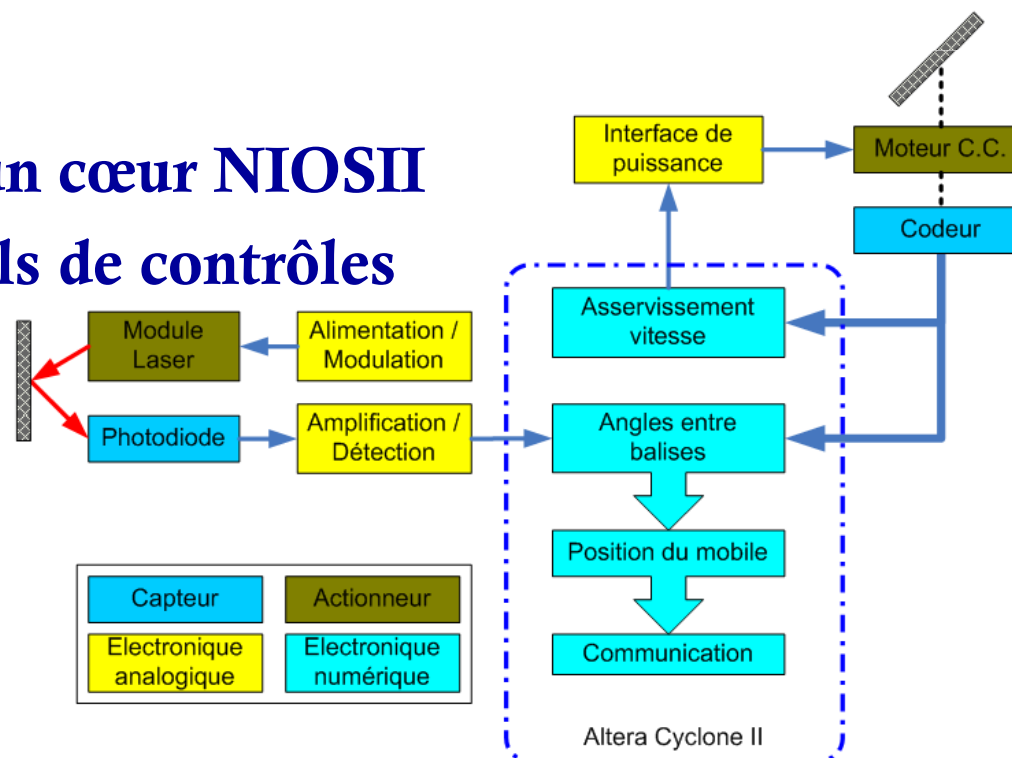 un cœur NIOSII
ls de contrôles
Interface de
puissance
Moteur C.C.
Codeur
Asservissement
vitesse
Module
Laser
Alimentation /
Modulation
Photodiode
Amplification /
Détection
Angles entre
balises
Position du mobile
Communication
Capteur
Actionneur
Electronique
analogique
Electronique
numérique
Altera Cyclone II